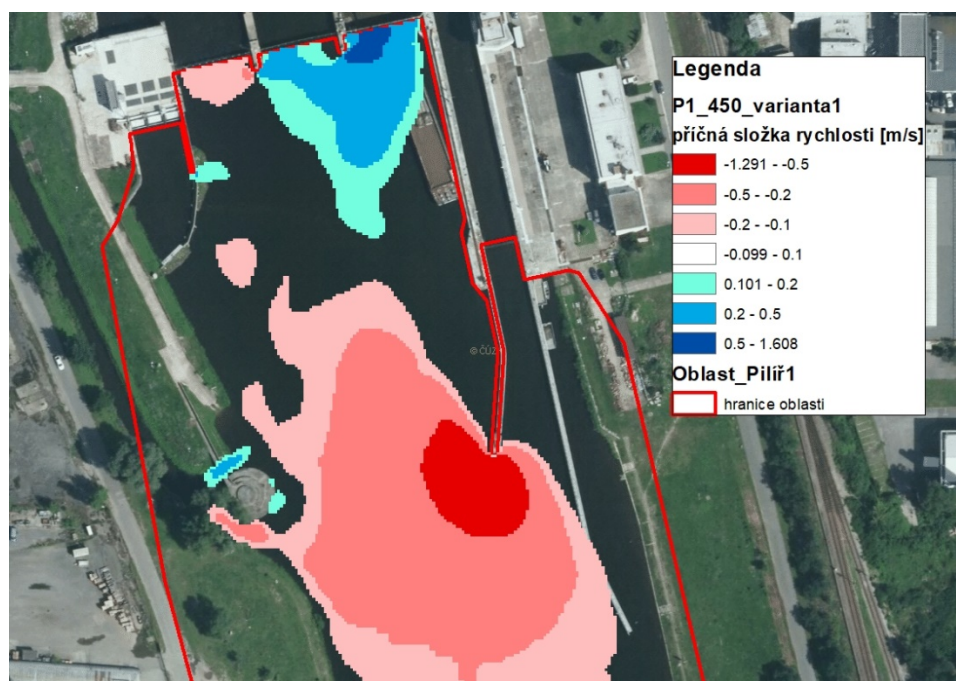 Legenda
P1_450_varianta1
příčná složka rychlosti [m/s]
-1.291 - -0.5
-0.5 - -0.2
-0.2 - -0.1
-0.099 - 0.1
0.101 - 0.2
0.2 - 0.5
0.5 - 1.608
Oblast_Pilíř1
hranice oblasti